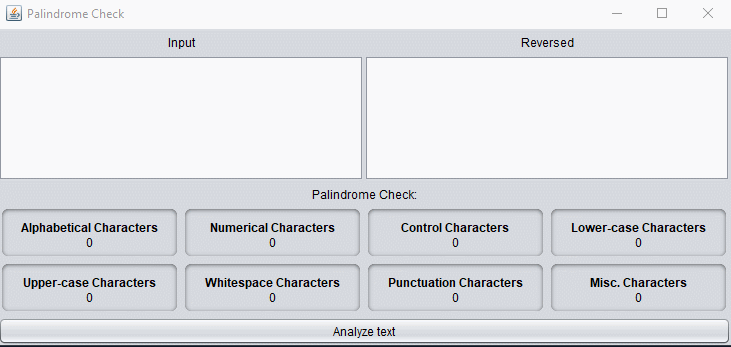 Palindrome Check
Input
Reversed
Palindrome Check:
Alphabetical Characters
0
Numerical Characters
0
Control Characters
0
Lower-case Characters
0
Upper-case Characters
0
Whitespace Characters
0
Punctuation Characters
0
Misc. Characters
0
Analyze text